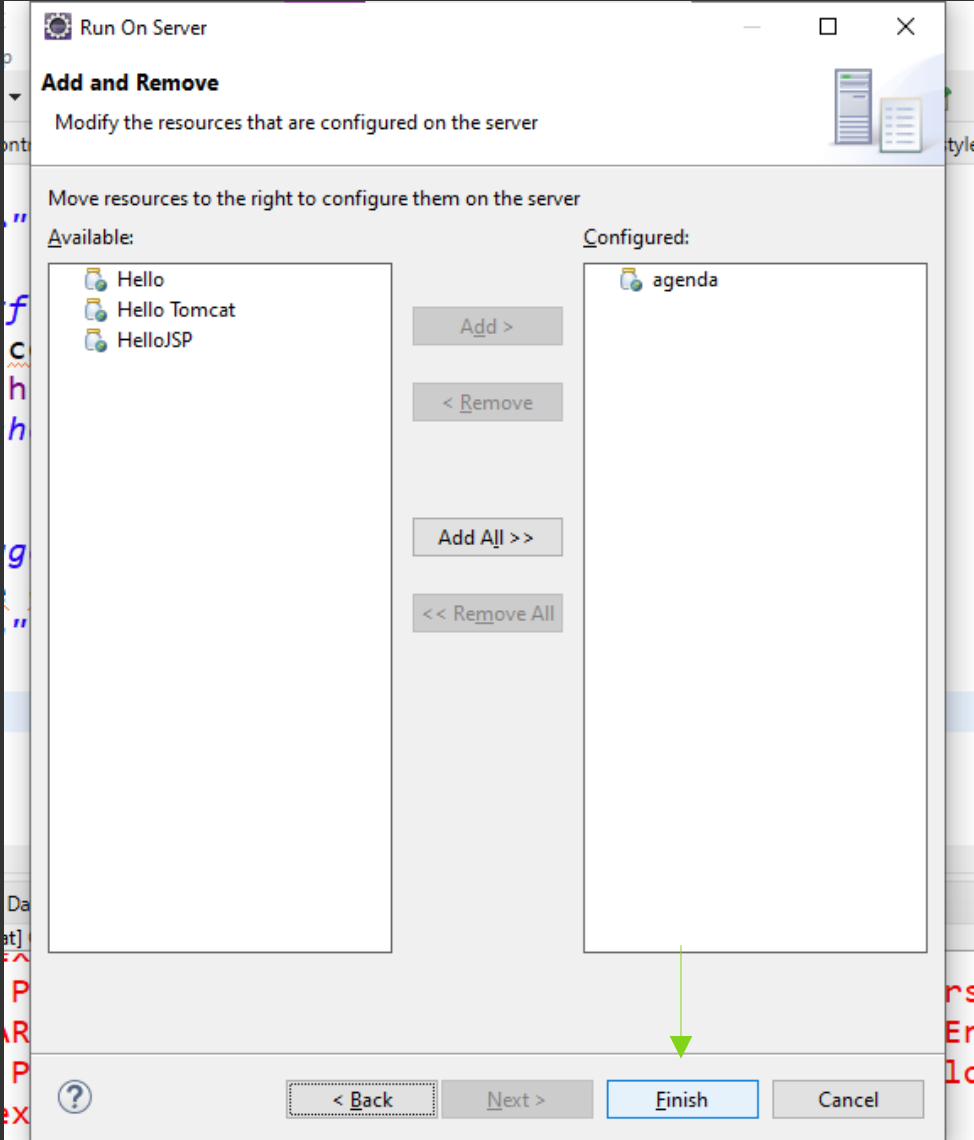 Run On Server
Add and Remove
Modify the resources that are configured on the server
Move resources to the right to configure them on the server
Available:
Configured:
Hello
Hello Tomcat
HelloJSP
agenda
Add >
< Remove
Add All >>
<< Remove All
< Back
Next >
Finish
Cancel